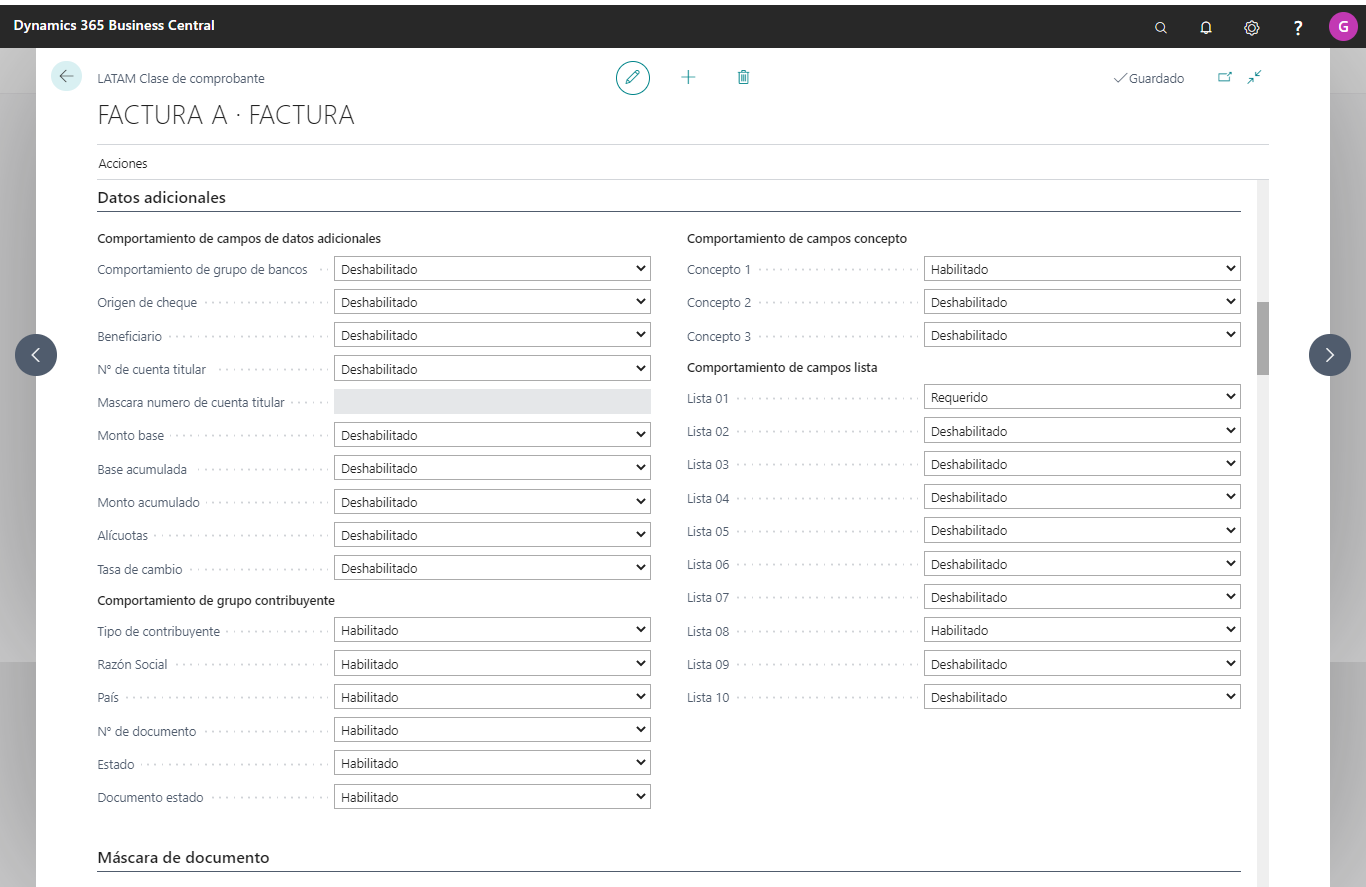 Dynamics 365 Business Central
?
G
LATAM Clase de comprobante
Guardado
FACTURA A · FACTURA
Acciones
Datos adicionales
Comportamiento de campos de datos adicionales
Comportamiento de grupo de bancos
Deshabilitado
Origen de cheque
Deshabilitado
Beneficiario
Deshabilitado
N° de cuenta titular
Deshabilitado
Mascara numero de cuenta titular
Monto base
Deshabilitado
Base acumulada
Deshabilitado
Monto acumulado
Deshabilitado
Alícuotas
Deshabilitado
Tasa de cambio
Deshabilitado
Comportamiento de grupo contribuyente
Tipo de contribuyente
Habilitado
Razón Social
Habilitado
País
Habilitado
N° de documento
Habilitado
Estado
Habilitado
Documento estado
Habilitado
Comportamiento de campos concepto
Concepto 1
Habilitado
Concepto 2
Deshabilitado
Concepto 3
Deshabilitado
Comportamiento de campos lista
Lista 01
Requerido
Lista 02
Deshabilitado
Lista 03
Deshabilitado
Lista 04
Deshabilitado
Lista 05
Deshabilitado
Lista 06
Deshabilitado
Lista 07
Deshabilitado
Lista 08
Habilitado
Lista 09
Deshabilitado
Lista 10
Deshabilitado
Máscara de documento